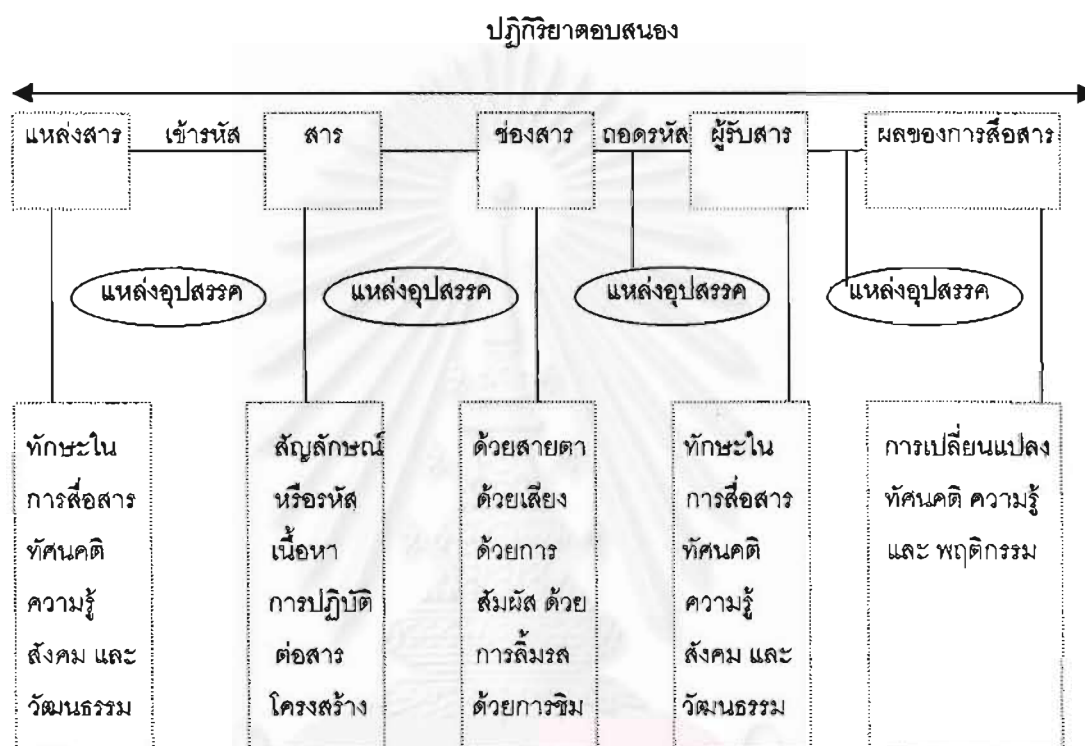 ปฏิกิริยาตอบสนอง
แหล่งสาร เข้ารหัส สาร ช่องสาร ถอดรหัส ผู้รับสาร ผลของการสื่อสาร
แหล่งอุปสรรค แหล่งอุปสรรค แหล่งอุปสรรค แหล่งอุปสรรค
ทักษะใน
การสื่อสาร
ทัศนคติ
ความรู้
สังคม และ
วัฒนธรรม
สัญลักษณ์
หรือรหัส
เนื้อหา
การปฏิบัติ
ต่อสาร
โครงสร้าง
ด้วยสายตา
ด้วยเสียง
ด้วยการ
สัมผัส ด้วย
การลิ้มรส
ด้วยการชิม
ทักษะใน
การสื่อสาร
ทัศนคติ
ความรู้
สังคม และ
วัฒนธรรม
การเปลี่ยนแปลง
ทัศนคติ ความรู้
และ พฤติกรรม